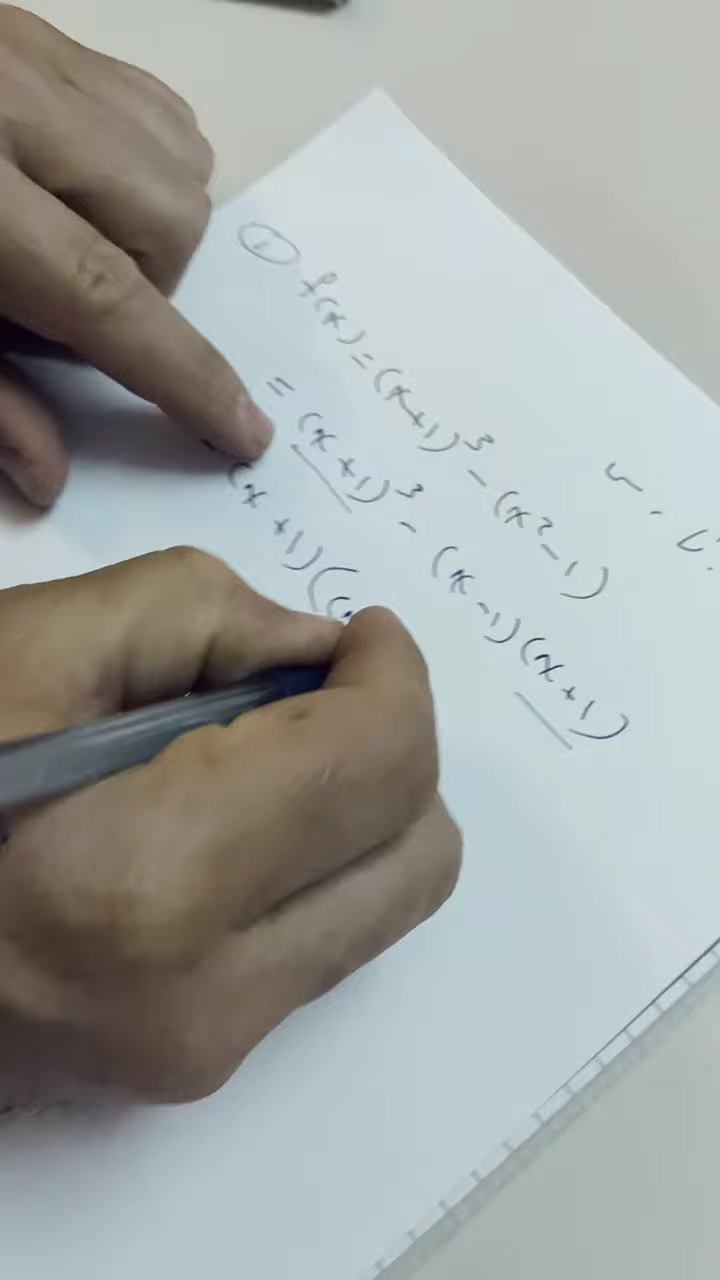 ① f(x) = (x+1)³ - (x²-1)
= (x+1)³ - (x-1)(x+1)
(x+1)((